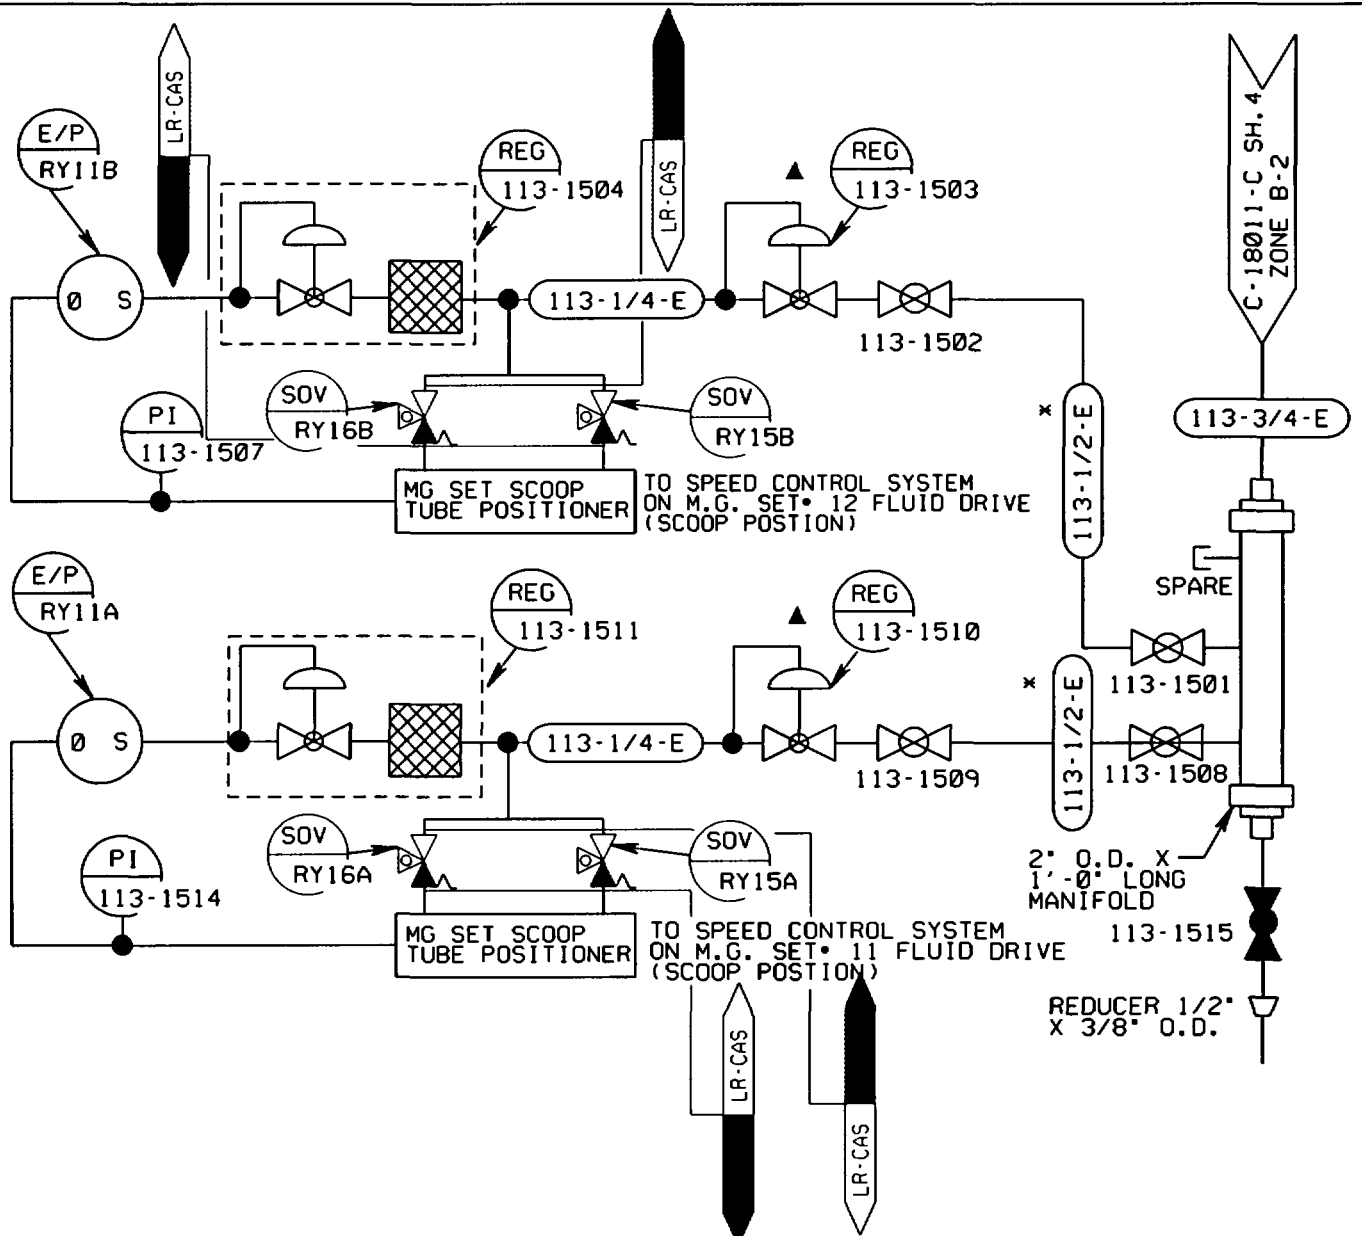 LR-CAS
LR-CAS
C-18011-C SH. 4
ZONE B-2
E/P
RY11B
REG
113-1504
REG
113-1503
Ø S
113-1/4-E
113-1502
SOV
RY16B
SOV
RY15B
PI
113-1507
*
113-1/2-E
113-3/4-E
MG SET SCOOP
TUBE POSITIONER
TO SPEED CONTROL SYSTEM
ON M.G. SET• 12 FLUID DRIVE
(SCOOP POSTION)
SPARE
E/P
RY11A
REG
113-1511
REG
113-1510
113-1501
*
113-1/2-E
Ø S
113-1/4-E
113-1509
113-1508
SOV
RY16A
SOV
RY15A
PI
113-1514
2" O.D. X
1'-0" LONG
MANIFOLD
113-1515
MG SET SCOOP
TUBE POSITIONER
TO SPEED CONTROL SYSTEM
ON M.G. SET• 11 FLUID DRIVE
(SCOOP POSTION)
REDUCER 1/2"
X 3/8" O.D.
LR-CAS
LR-CAS